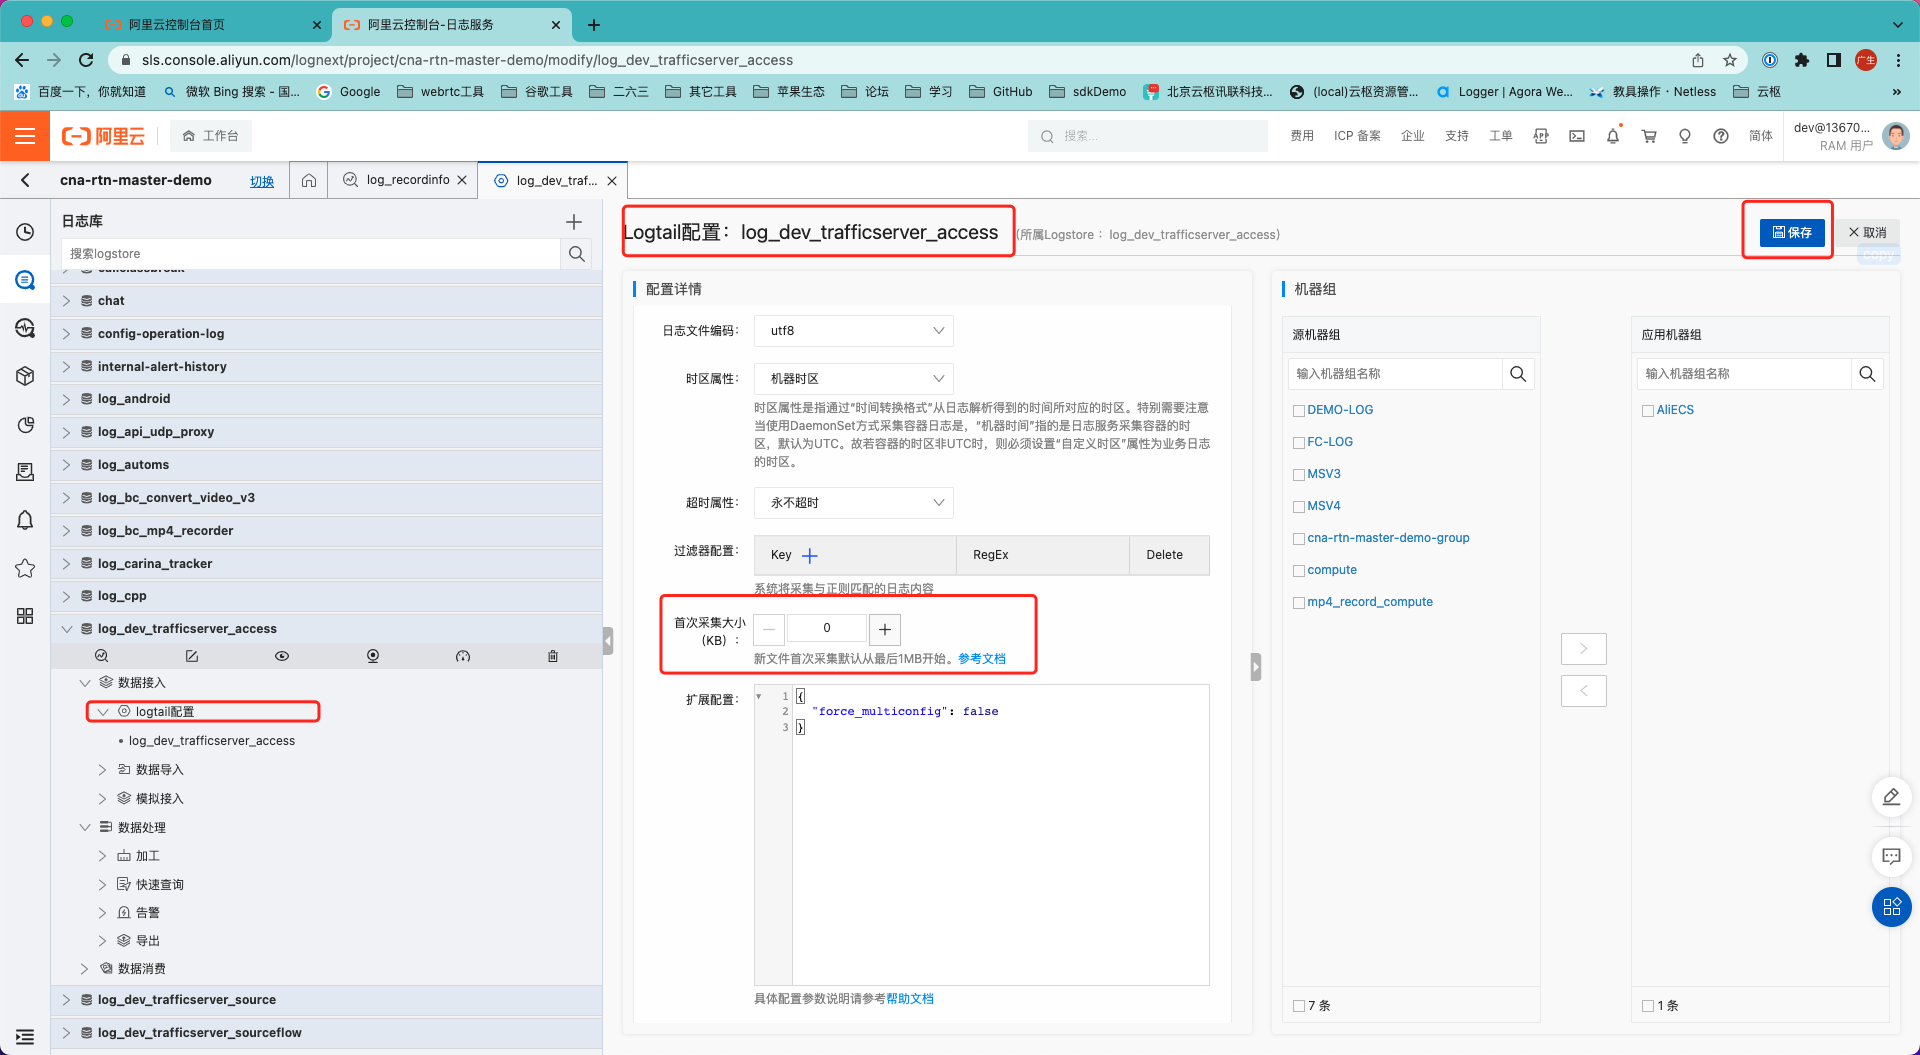 阿里云控制台首页
阿里云控制台-日志服务
sls.console.aliyun.com/lognext/project/cna-rtn-master-demo/modify/log_dev_trafficserver_access
广生
百度一下，你就知道
微软 Bing 搜索 - 国...
Google
webrtc工具
谷歌工具
二六三
其它工具
苹果生态
论坛
学习
GitHub
sdkDemo
北京云枢讯联科技...
(local)云枢资源管...
Logger | Agora We...
教具操作 · Netless
云枢
»
阿里云
工作台
搜索...
费用
ICP 备案
企业
支持
工单
简体
dev@13670...
RAM 用户
cna-rtn-master-demo
切换
log_recordinfo
log_dev_traf...
日志库
搜索logstore
chat
config-operation-log
internal-alert-history
log_android
log_api_udp_proxy
log_automs
log_bc_convert_video_v3
log_bc_mp4_recorder
log_carina_tracker
log_cpp
log_dev_trafficserver_access
数据接入
logtail配置
• log_dev_trafficserver_access
数据导入
模拟接入
数据处理
加工
快速查询
告警
导出
数据消费
log_dev_trafficserver_source
log_dev_trafficserver_sourceflow
Logtail配置：log_dev_trafficserver_access
(所属Logstore： log_dev_trafficserver_access)
保存
取消
copy
配置详情
日志文件编码：
utf8
时区属性：
机器时区
时区属性是指通过“时间转换格式”从日志解析得到的时间所对应的时区。特别需要注意
当使用DaemonSet方式采集容器日志是，“机器时间”指的是日志服务采集容器的时
区，默认为UTC。故若容器的时区非UTC时，则必须设置“自定义时区”属性为业务日志
的时区。
超时属性：
永不超时
过滤器配置：
Key
RegEx
Delete
系统将采集与正则匹配的日志内容
首次采集大小
（KB）：
0
新文件首次采集默认从最后1MB开始。参考文档
扩展配置：
1 {
2 "force_multiconfig": false
3 }
具体配置参数说明请参考帮助文档
机器组
源机器组
输入机器组名称
DEMO-LOG
FC-LOG
MSV3
MSV4
cna-rtn-master-demo-group
compute
mp4_record_compute
7 条
应用机器组
输入机器组名称
AliECS
1 条